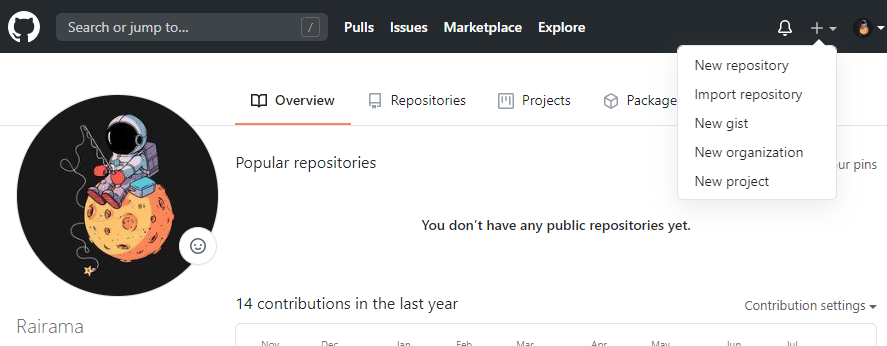 Search or jump to... /
Pulls Issues Marketplace Explore
New repository
Import repository
New gist
New organization
New project
Overview Repositories Projects Package
Popular repositories
our pins
You don't have any public repositories yet.
14 contributions in the last year
Contribution settings
Rairama
Nov Dec Jan Feb Mar Apr May Jun Jul